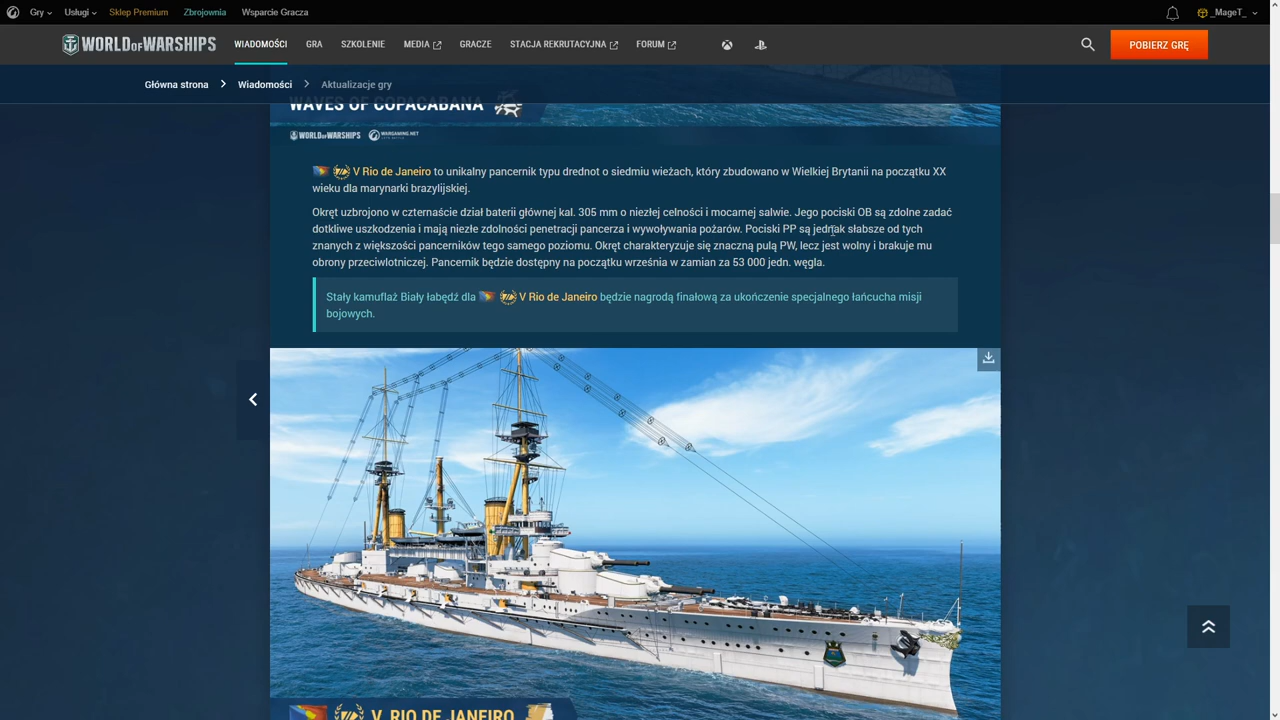 Gry
Usługi
Sklep Premium
Zbrojownia
Wsparcie Gracza
_MageT_
WORLD OF WARSHIPS
WIADOMOŚCI
GRA
SZKOLENIE
MEDIA
GRACZE
STACJA REKRUTACYJNA
FORUM
POBIERZ GRĘ
Główna strona
Wiadomości
Aktualizacje gry
WAVES OF COPACABANA
WORLD OF WARSHIPS
WARGAMING.NET
V Rio de Janeiro to unikalny pancernik typu drednot o siedmiu wieżach, który zbudowano w Wielkiej Brytanii na początku XX
wieku dla marynarki brazylijskiej.
Okręt uzbrojono w czternaście dział baterii głównej kal. 305 mm o niezłej celności i mocarnej salwie. Jego pociski OB są zdolne zadać
dotkliwe uszkodzenia i mają niezłe zdolności penetracji pancerza i wywoływania pożarów. Pociski PP są jednak słabsze od tych
znanych z większości pancerników tego samego poziomu. Okręt charakteryzuje się znaczną pulą PW, lecz jest wolny i brakuje mu
obrony przeciwlotniczej. Pancernik będzie dostępny na początku września w zamian za 53 000 jedn. węgla.
Stały kamuflaż Biały łabędź dla V Rio de Janeiro będzie nagrodą finałową za ukończenie specjalnego łańcucha misji
bojowych.
V. RIO DE JANEIRO